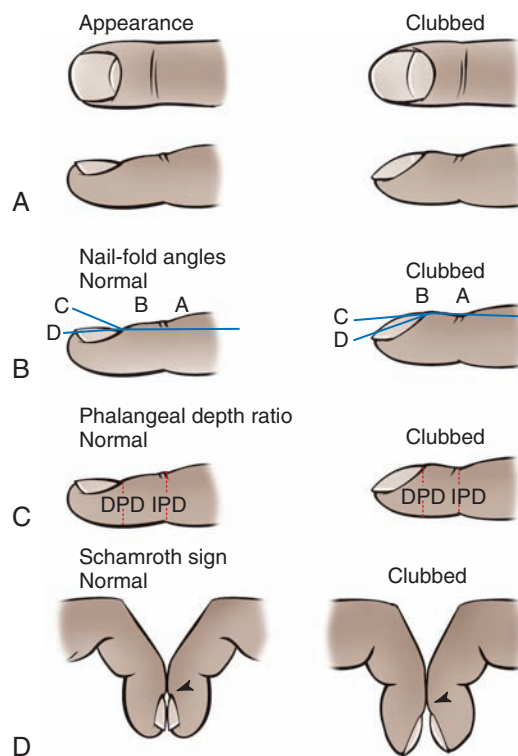 Appearance
Clubbed
A
Nail-fold angles
Normal
Clubbed
C
B
A
D
B
A
C
B
D
Phalangeal depth ratio
Normal
Clubbed
DPD IPD
DPD IPD
C
Schamroth sign
Normal
Clubbed
D